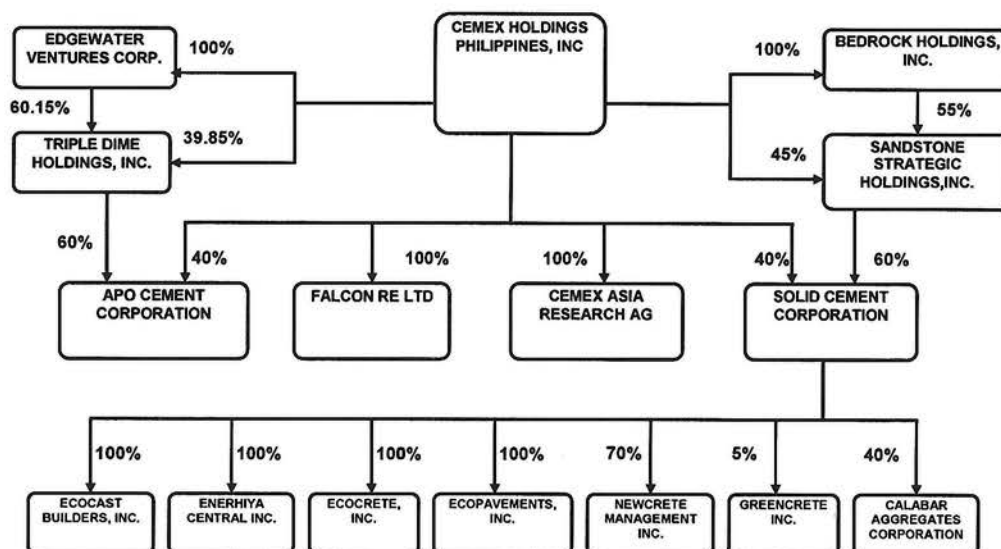 EDGEWATER
VENTURES CORP.
100%
CEMEX HOLDINGS
PHILIPPINES, INC
100%
BEDROCK HOLDINGS,
INC.
60.15%
39.85%
55%
45%
TRIPLE DIME
HOLDINGS, INC.
SANDSTONE
STRATEGIC
HOLDINGS,INC.
60%
40%
100%
100%
40%
60%
APO CEMENT
CORPORATION
FALCON RE LTD
CEMEX ASIA
RESEARCH AG
SOLID CEMENT
CORPORATION
100%
100%
100%
100%
70%
5%
40%
ECOCAST
BUILDERS, INC.
ENERHIYA
CENTRAL INC.
ECOCRETE,
INC.
ECOPAVEMENTS,
INC.
NEWCRETE
MANAGEMENT
INC.
GREENCRETE
INC.
CALABAR
AGGREGATES
CORPORATION